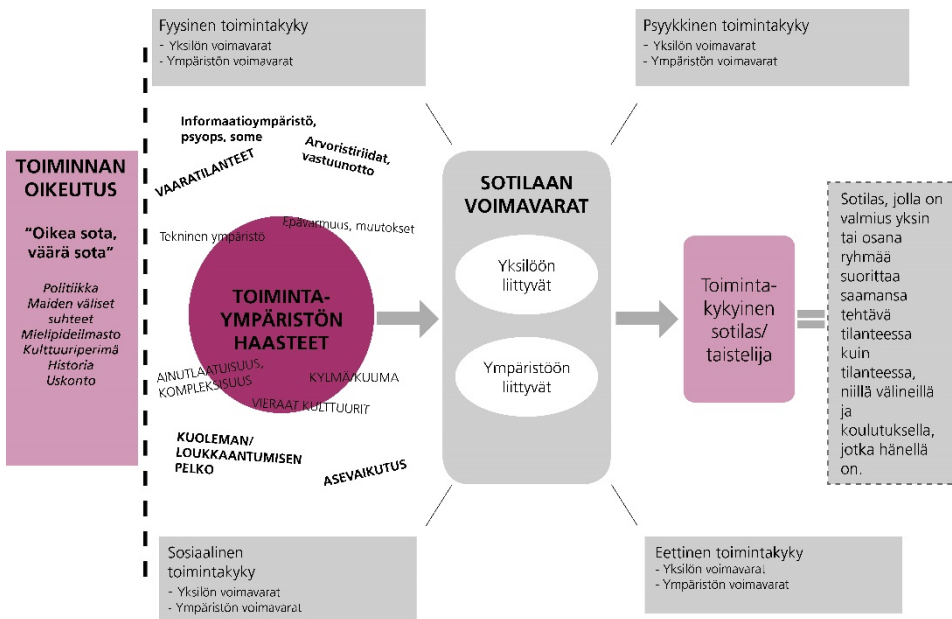 Fyysinen toimintakyky
- Yksilön voimavarat
- Ympäristön voimavarat
Psyykkinen toimintakyky
- Yksilön voimavarat
- Ympäristön voimavarat
TOIMINNAN
OIKEUTUS
"Oikea sota,
väärä sota"
Politiikka
Maiden väliset
suhteet
Mielipideilmasto
Kulttuuriperimä
Historia
Uskonto
Informaatioympäristö,
psyops, some
VAARATILANTEET
Arvoristiriidat,
vastuunotto
Tekninen ympäristö
Epävarmuus, muutokset
TOIMINTA-
YMPÄRISTÖN
HAASTEET
AINUTLAATUISUUS,
KOMPLEKSISUUS
KYLMÄ/KUUMA
VIERAAT KULTTUURIT
KUOLEMAN/
LOUKKAANTUMISEN
PELKO
ASEVAIKUTUS
SOTILAAN
VOIMAVARAT
Yksilöön
liittyvät
Ympäristöön
liittyvät
Toiminta-
kykyinen
sotilas/
taistelija
Sotilas, jolla on
valmius yksin
tai osana
ryhmää
suorittaa
saamansa
tehtävä
tilanteessa
kuin
tilanteessa,
niillä välineillä
ja
koulutuksella,
jotka hänellä
on.
Sosiaalinen
toimintakyky
- Yksilön voimavarat
- Ympäristön voimavarat
Eettinen toimintakyky
- Yksilön voimavarat
- Ympäristön voimavarat